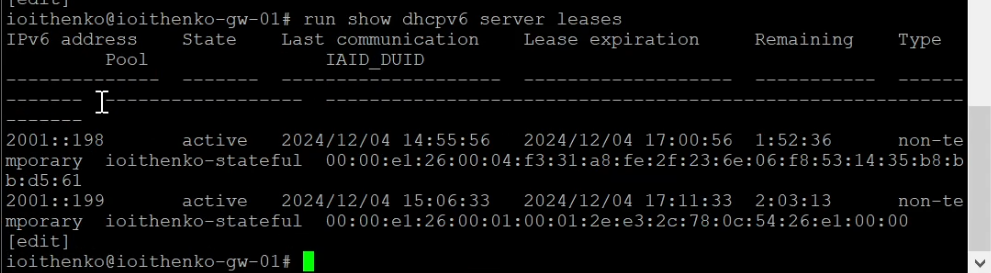 [edit]
ioithenko@ioithenko-gw-01# run show dhcpv6 server leases
IPv6 address    State    Last communication    Lease expiration    Remaining    Type
Pool    IAID_DUID
--------------  -------  -------------------  -------------------  -----------  ------
-------  ------------------  -------------------------------------------------------------
-------
2001::198    active    2024/12/04 14:55:56    2024/12/04 17:00:56    1:52:36    non-te
mporary  ioithenko-stateful  00:00:e1:26:00:04:f3:31:a8:fe:2f:23:6e:06:f8:53:14:35:b8:b
b:d5:61
2001::199    active    2024/12/04 15:06:33    2024/12/04 17:11:33    2:03:13    non-te
mporary  ioithenko-stateful  00:00:e1:26:00:01:00:01:2e:e3:2c:78:0c:54:26:e1:00:00
[edit]
ioithenko@ioithenko-gw-01#